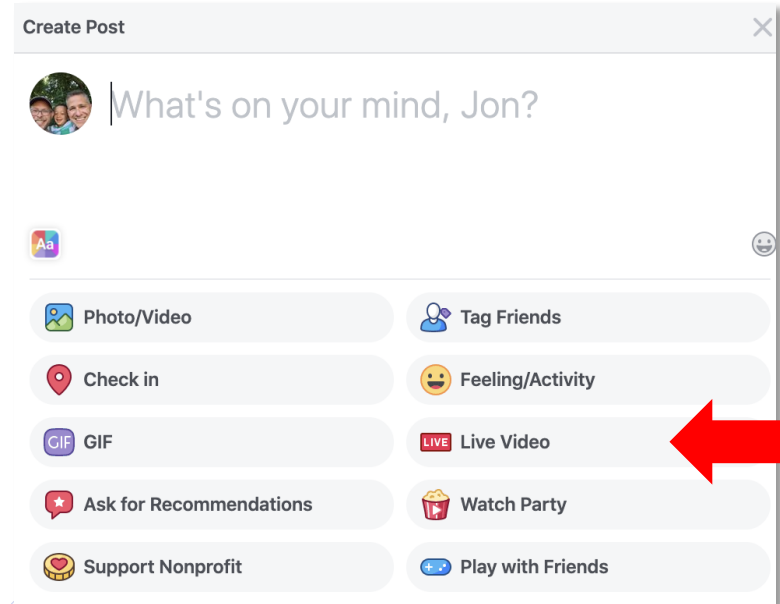 Create Post
What's on your mind, Jon?
Aa
Photo/Video
Tag Friends
Check in
Feeling/Activity
GIF GIF
LIVE Live Video
Ask for Recommendations
Watch Party
Support Nonprofit
Play with Friends